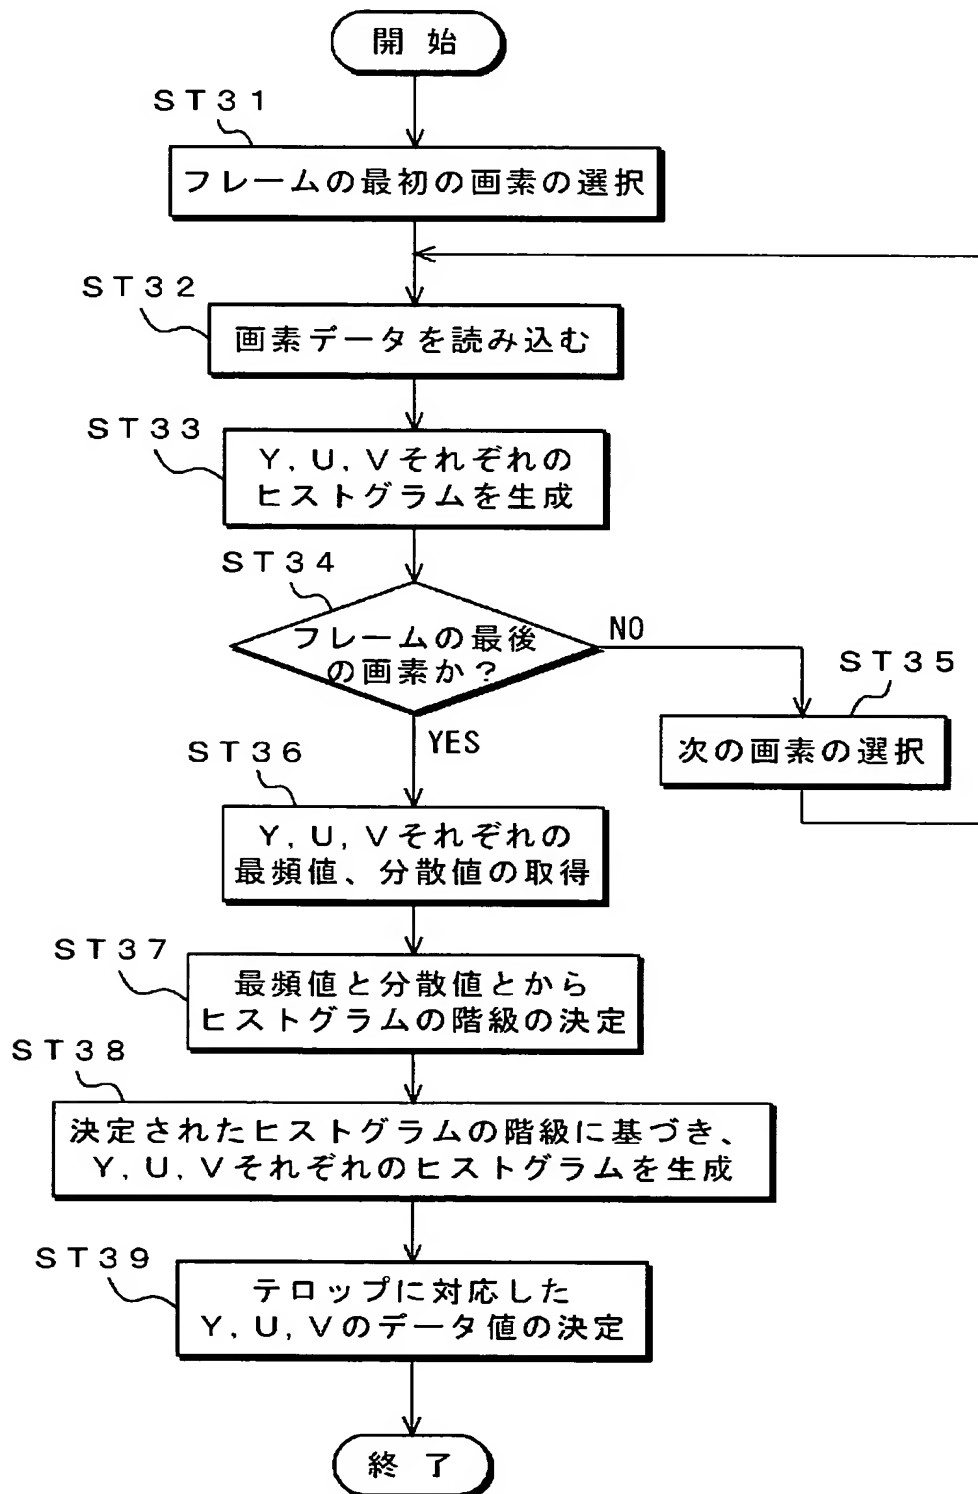 開始
ST31
フレームの最初の画素の選択
ST32
画素データを読み込む
ST33
Y,U,Vそれぞれの
ヒストグラムを生成
ST34
フレームの最後
の画素か?
NO
ST35
次の画素の選択
YES
ST36
Y,U,Vそれぞれの
最頻値、分散値の取得
ST37
最頻値と分散値とから
ヒストグラムの階級の決定
ST38
決定されたヒストグラムの階級に基づき、
Y,U,Vそれぞれのヒストグラムを生成
ST39
テロップに対応した
Y,U,Vのデータ値の決定
終了